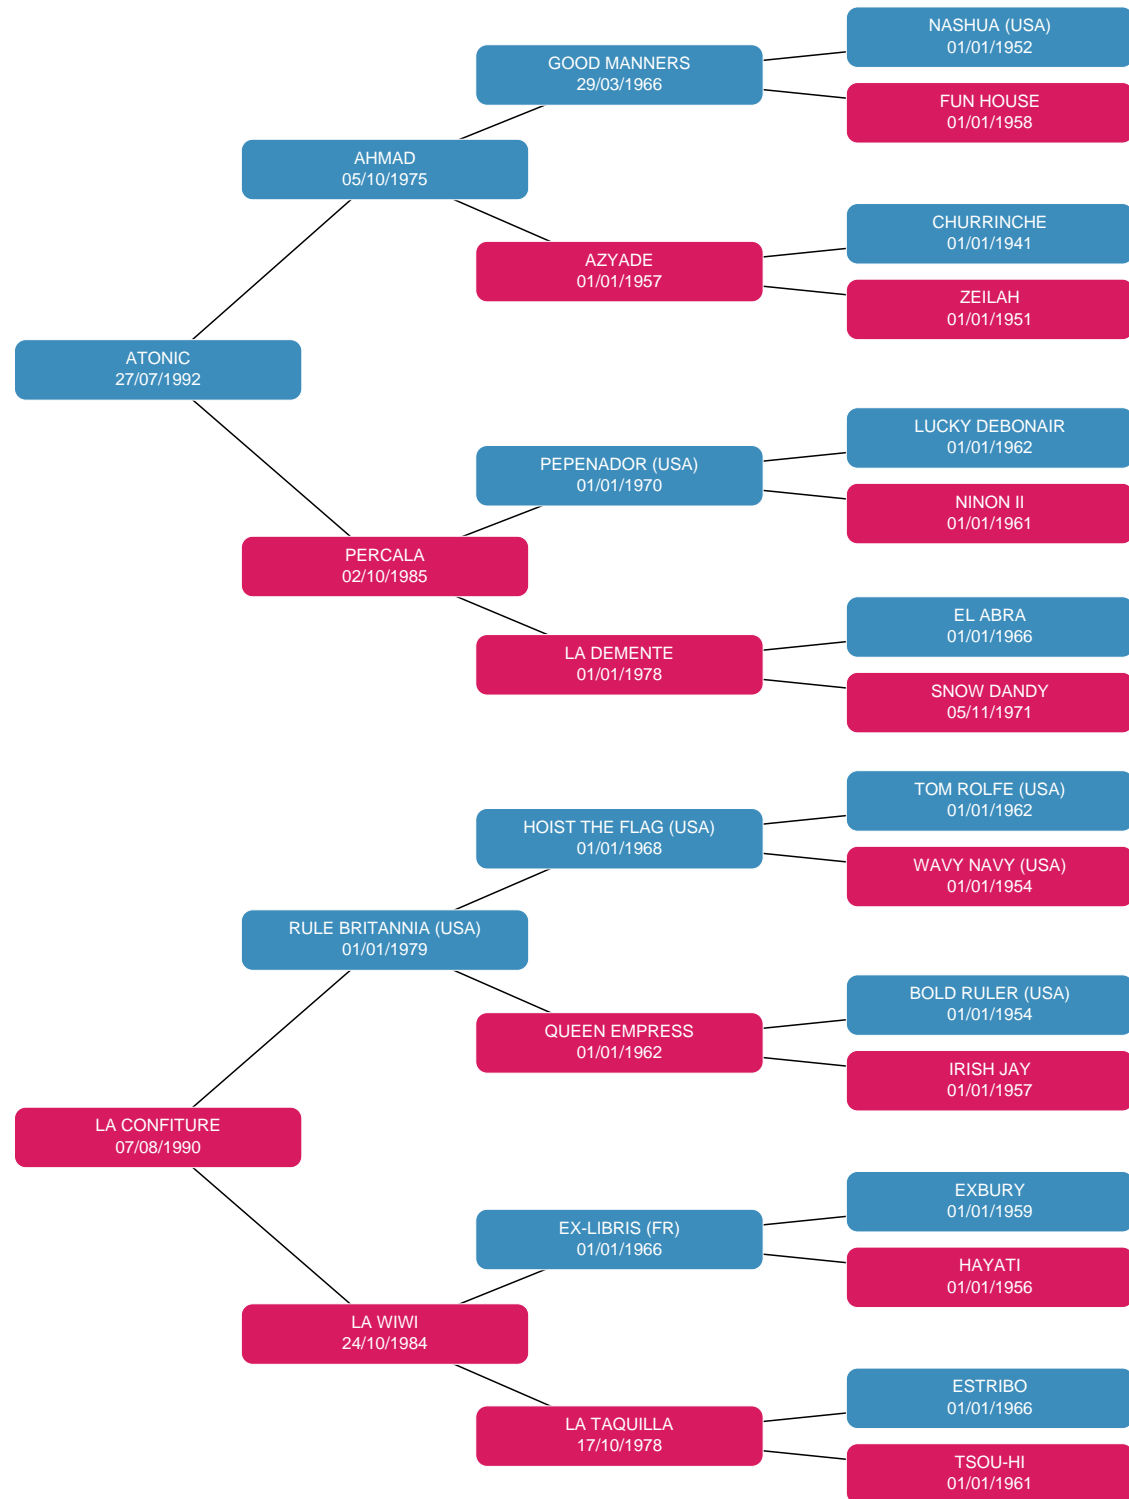 NASHUA (USA)
01/01/1952
GOOD MANNERS
29/03/1966
FUN HOUSE
01/01/1958
AHMAD
05/10/1975
CHURRINCHE
01/01/1941
AZYADE
01/01/1957
ZEILAH
01/01/1951
ATONIC
27/07/1992
LUCKY DEBONAIR
01/01/1962
PEPENADOR (USA)
01/01/1970
NINON II
01/01/1961
PERCALA
02/10/1985
EL ABRA
01/01/1966
LA DEMENTE
01/01/1978
SNOW DANDY
05/11/1971
TOM ROLFE (USA)
01/01/1962
HOIST THE FLAG (USA)
01/01/1968
WAVY NAVY (USA)
01/01/1954
RULE BRITANNIA (USA)
01/01/1979
BOLD RULER (USA)
01/01/1954
QUEEN EMPRESS
01/01/1962
IRISH JAY
01/01/1957
LA CONFITURE
07/08/1990
EXBURY
01/01/1959
EX-LIBRIS (FR)
01/01/1966
HAYATI
01/01/1956
LA WIWI
24/10/1984
ESTRIBO
01/01/1966
LA TAQUILLA
17/10/1978
TSOU-HI
01/01/1961